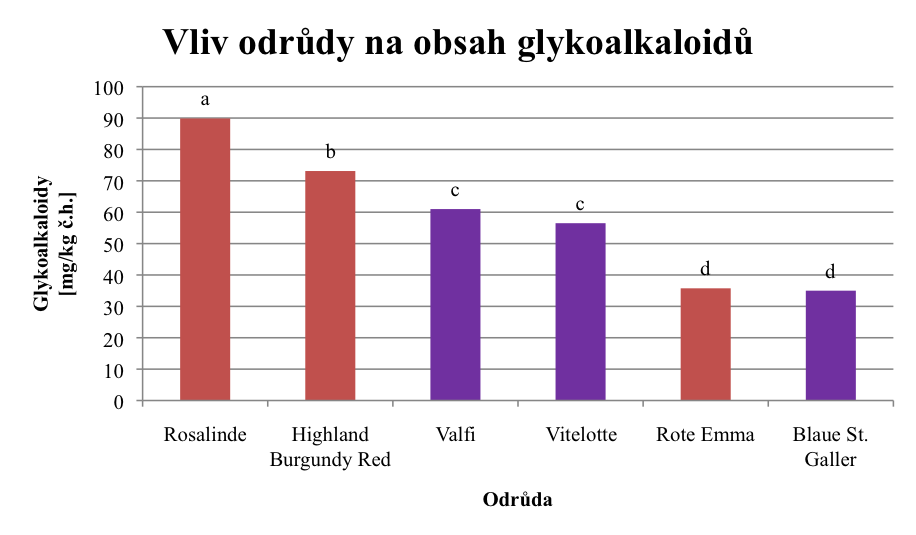 Vliv odrůdy na obsah glykoalkaloidů
Glykoalkaloidy
[mg/kg č.h.]
100
90
80
70
60
50
40
30
20
10
0
a
b
c
c
d
d
Rosalinde
Highland
Burgundy Red
Valfi
Vitelotte
Rote Emma
Blaue St.
Galler
Odrůda